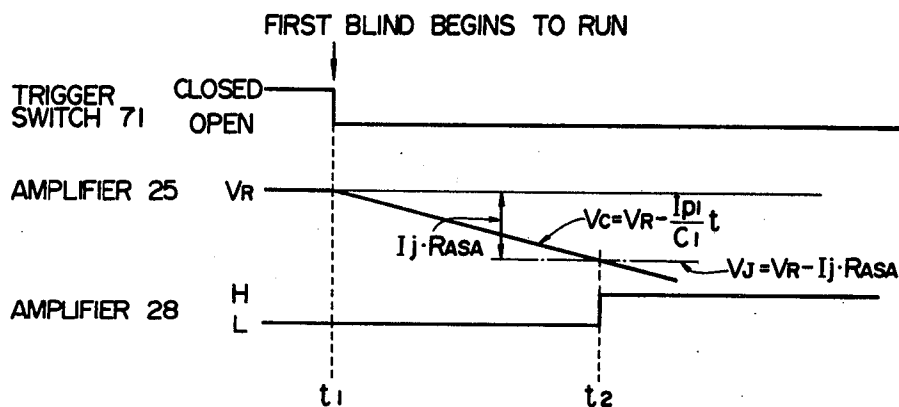 FIRST BLIND BEGINS TO RUN
TRIGGER SWITCH 71
CLOSED
OPEN
AMPLIFIER 25
VR
Ij·RASA
VC=VR-Ip1/C1 t
VJ=VR-Ij·RASA
AMPLIFIER 28
H
L
t1
t2